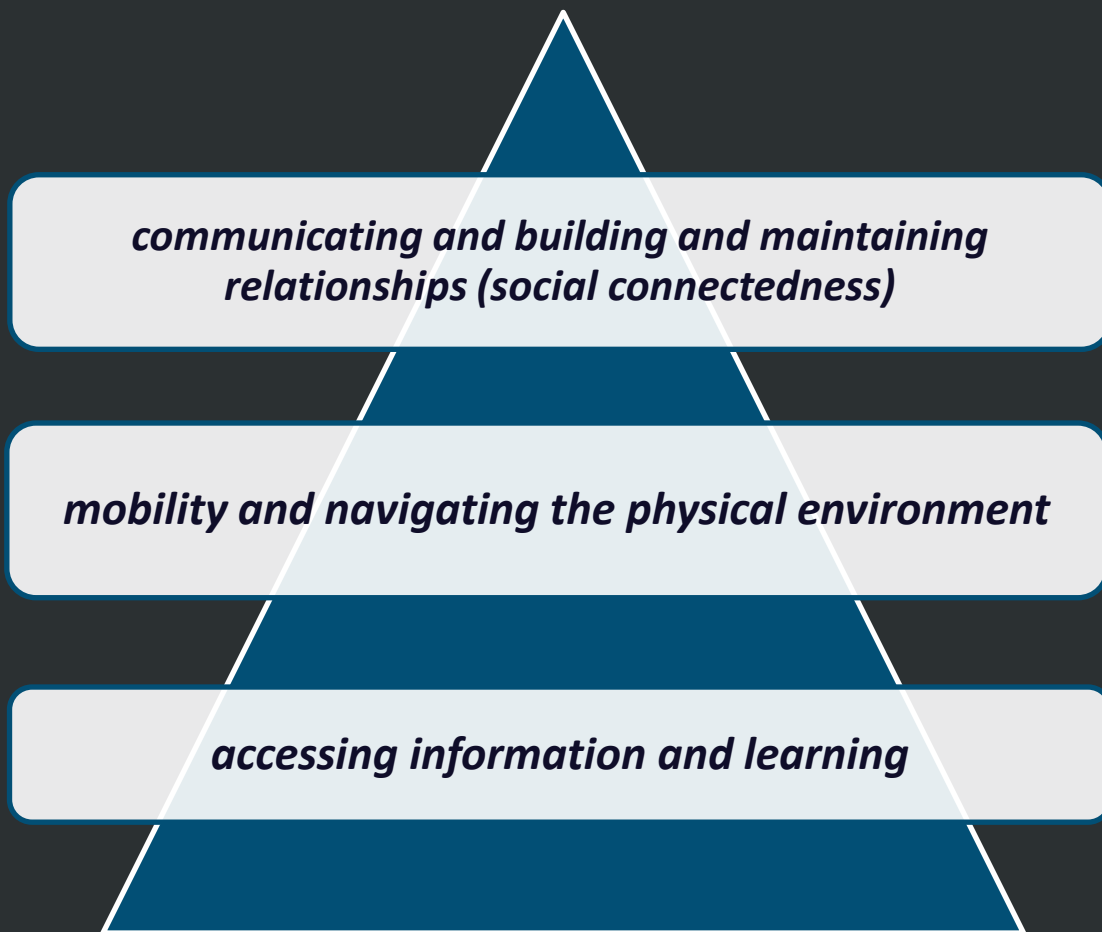 communicating and building and maintaining
relationships (social connectedness)
mobility and navigating the physical environment
accessing information and learning